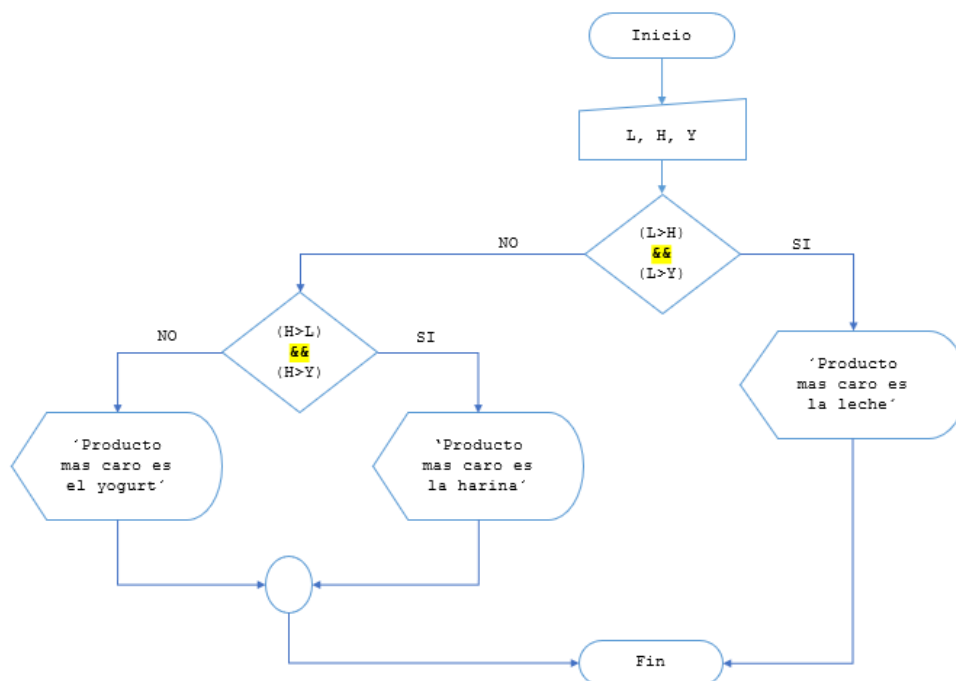 Inicio
L, H, Y
(L>H)
&&
(L>Y)
NO
SI
(H>L)
&&
(H>Y)
NO
SI
´Producto
mas caro es
la leche´
´Producto
mas caro es
el yogurt´
‘Producto
mas caro es
la harina´
Fin